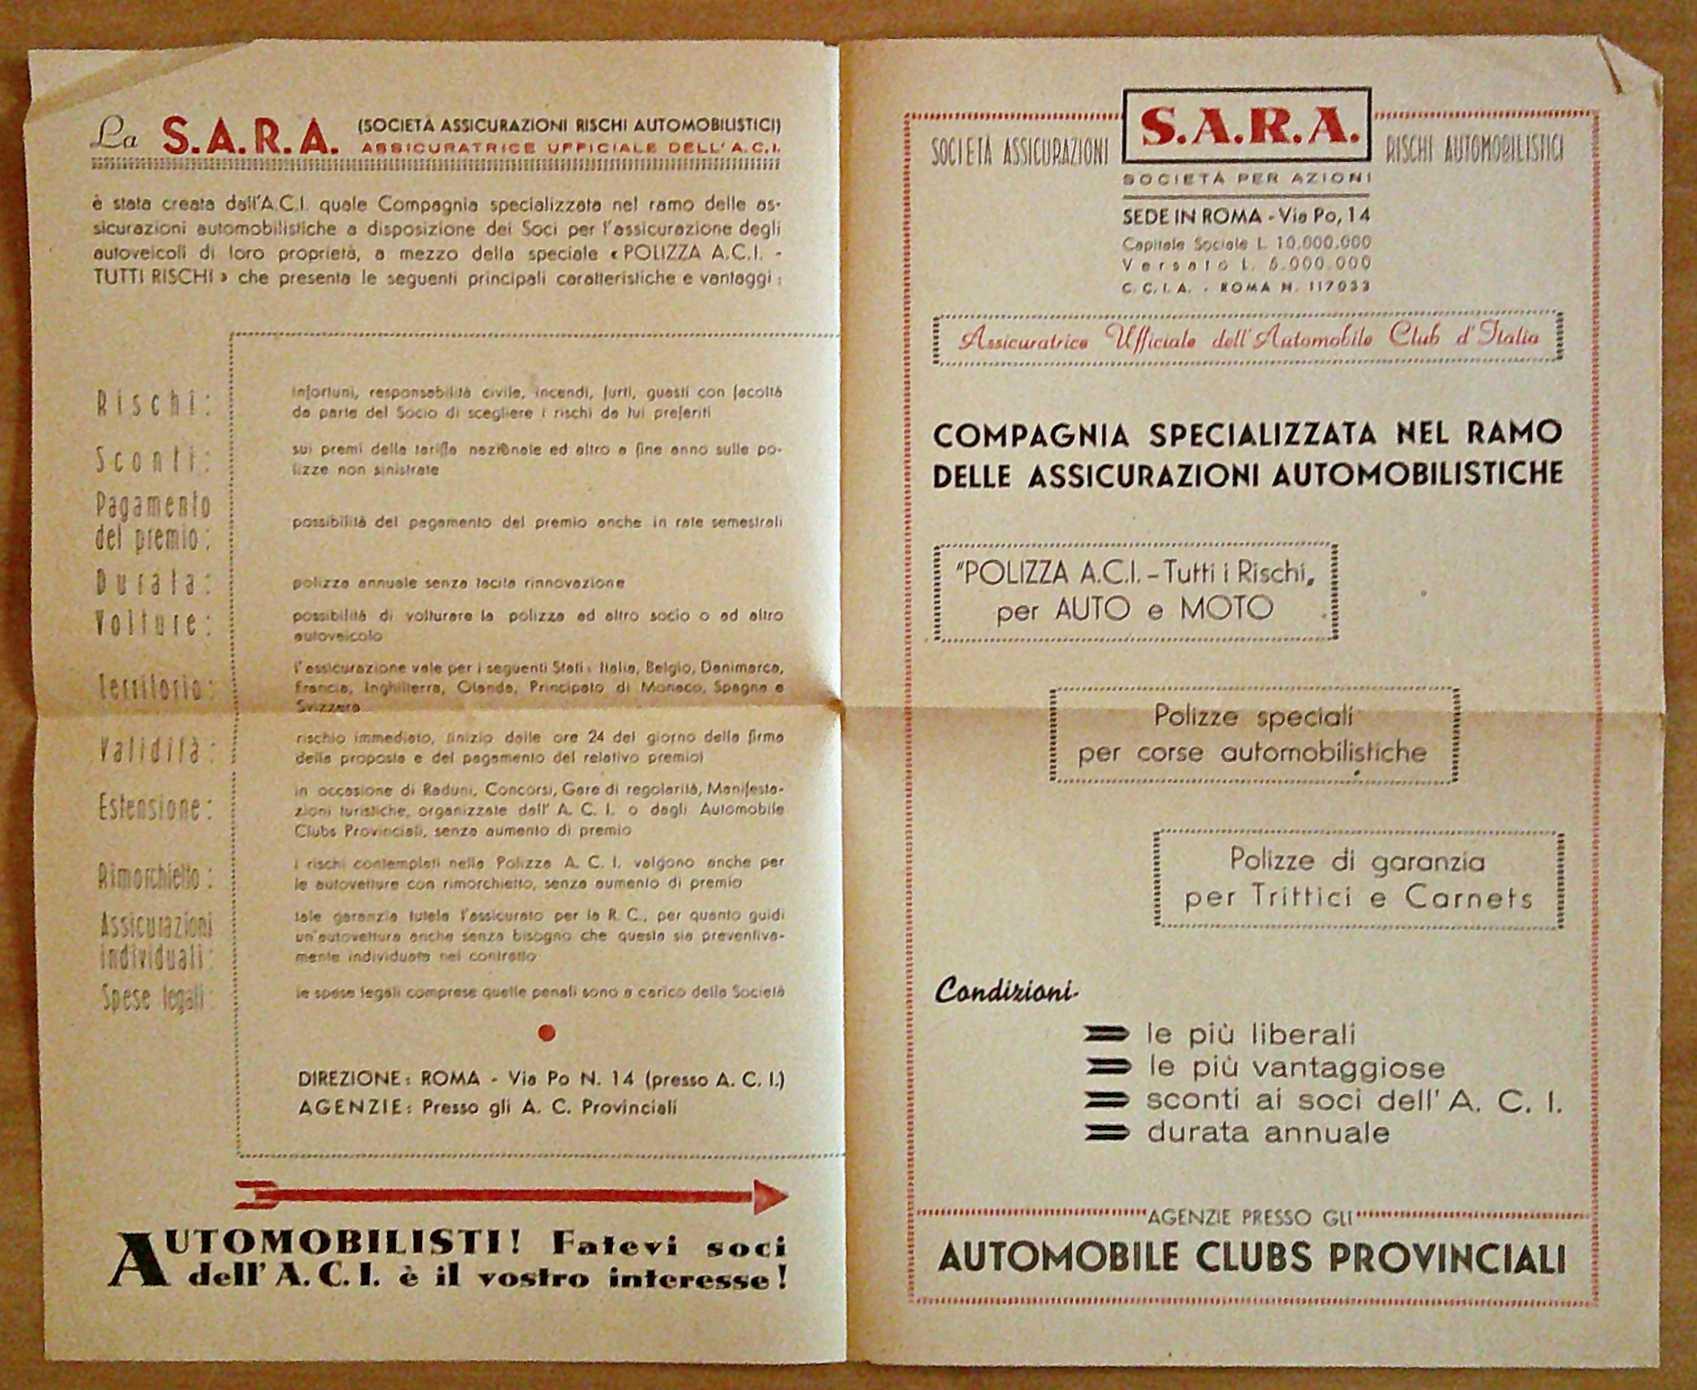 La S.A.R.A. (SOCIETÀ ASSICURAZIONI RISCHI AUTOMOBILISTICI)
ASSICURATRICE UFFICIALE DELL'A.C.I.
è stata creata dall'A.C.I. quale Compagnia specializzata nel ramo delle as-
sicurazioni automobilistiche a disposizione dei Soci per l'assicurazione degli
autoveicoli di loro proprietà, a mezzo della speciale « POLIZZA A.C.I. -
TUTTI RISCHI » che presenta le seguenti principali caratteristiche e vantaggi :
Rischi:
infortuni, responsabilità civile, incendi, furti, guasti con facoltà
da parte del Socio di scegliere i rischi da lui preferiti
Sconti:
sui premi della tariffa nazionale ed altro a fine anno sulle po-
lizze non sinistrate
Pagamento
del premio:
possibilità del pagamento del premio anche in rate semestrali
Durata:
polizza annuale senza tacita rinnovazione
Volture:
possibilità di volturare la polizza ad altro socio o ad altro
autoveicolo
Territorio:
l'assicurazione vale per i seguenti Stati: Italia, Belgio, Danimarca,
Francia, Inghilterra, Olanda, Principato di Monaco, Spagna e
Svizzera
Validità:
rischio immediato, (inizio dalle ore 24 del giorno della firma
della proposta e del pagamento del relativo premio)
Estensione:
in occasione di Raduni, Concorsi, Gare di regolarità, Manifesta-
zioni turistiche, organizzate dall' A. C. I. o dagli Automobile
Clubs Provinciali, senza aumento di premio
Rimorchietto:
i rischi contemplati nella Polizza A. C. I. valgono anche per
le autovetture con rimorchietto, senza aumento di premio
Assicurazioni
individuali:
tale garanzia tutela l'assicurato per la R. C., per quanto guidi
un'autovettura anche senza bisogno che questa sia preventiva-
mente individuata nel contratto
Spese legali:
le spese legali comprese quelle penali sono a carico della Società
DIREZIONE: ROMA - Via Po N. 14 (presso A. C. I.)
AGENZIE: Presso gli A. C. Provinciali
AUTOMOBILISTI! Fatevi soci
dell'A.C.I. è il vostro interesse!
S.A.R.A.
SOCIETÀ ASSICURAZIONI RISCHI AUTOMOBILISTICI
SOCIETÀ PER AZIONI
SEDE IN ROMA - Via Po, 14
Capitale Sociale L. 10.000.000
Versato L. 5.000.000
C.C.I.A. - ROMA N. 117033
Assicuratrice Ufficiale dell'Automobile Club d'Italia
COMPAGNIA SPECIALIZZATA NEL RAMO
DELLE ASSICURAZIONI AUTOMOBILISTICHE
"POLIZZA A.C.I. - Tutti i Rischi„
per AUTO e MOTO
Polizze speciali
per corse automobilistiche
Polizze di garanzia
per Trittici e Carnets
Condizioni
le più liberali
le più vantaggiose
sconti ai soci dell' A. C. I.
durata annuale
AGENZIE PRESSO GLI
AUTOMOBILE CLUBS PROVINCIALI